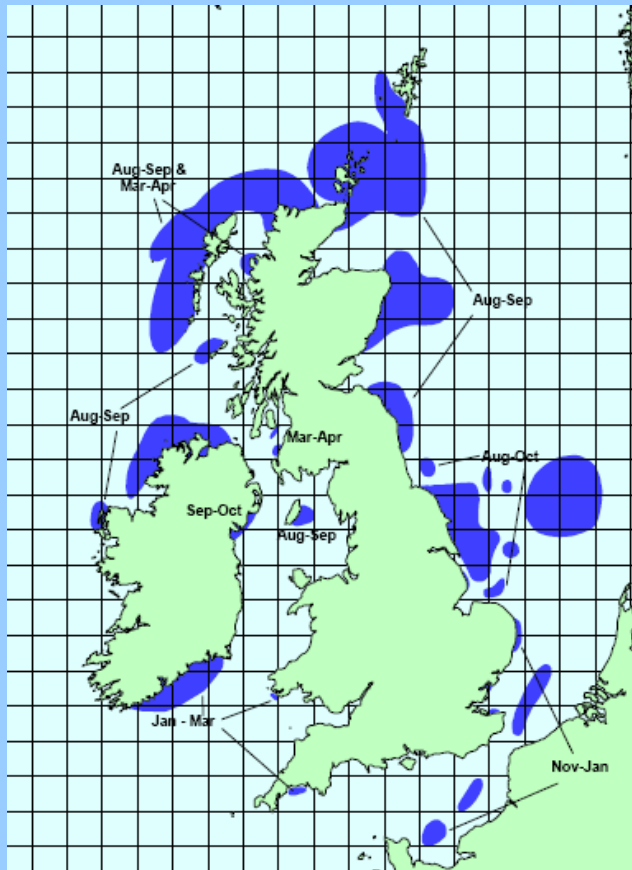 Aug-Sep &
Mar-Apr
Aug-Sep
Aug-Sep
Mar-Apr
Aug-Oct
Sep-Oct
Aug-Sep
Jan - Mar
Nov-Jan